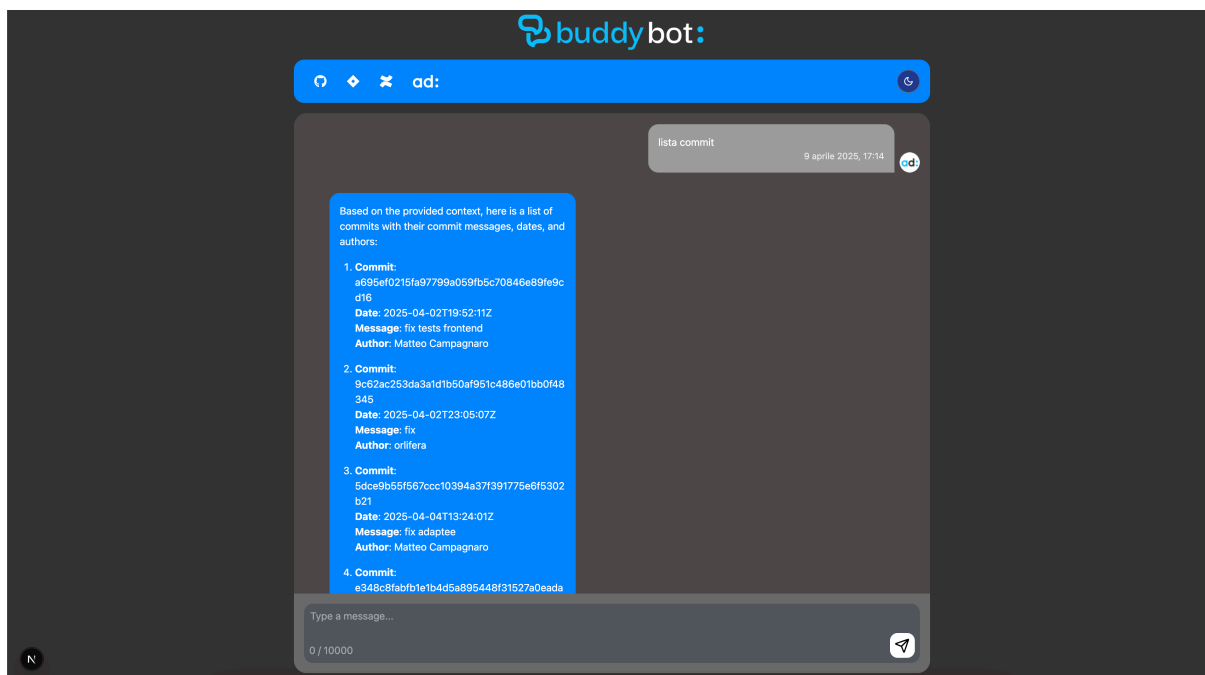 buddybot:
ad:
lista commit
9 aprile 2025, 17:14
ad:
Based on the provided context, here is a list of
commits with their commit messages, dates, and
authors:
1. Commit:
a695ef0215fa97799a059fb5c70846e89fe9c
d16
Date: 2025-04-02T19:52:11Z
Message: fix tests frontend
Author: Matteo Campagnaro
2. Commit:
9c62ac253da3a1d1b50af951c486e01bb0f48
345
Date: 2025-04-02T23:05:07Z
Message: fix
Author: orlifera
3. Commit:
5dce9b55f567ccc10394a37f391775e6f5302
b21
Date: 2025-04-04T13:24:01Z
Message: fix adaptee
Author: Matteo Campagnaro
4. Commit:
e348c8fabfb1e1b4d5a895448f31527a0eada
Type a message...
0 / 10000
N